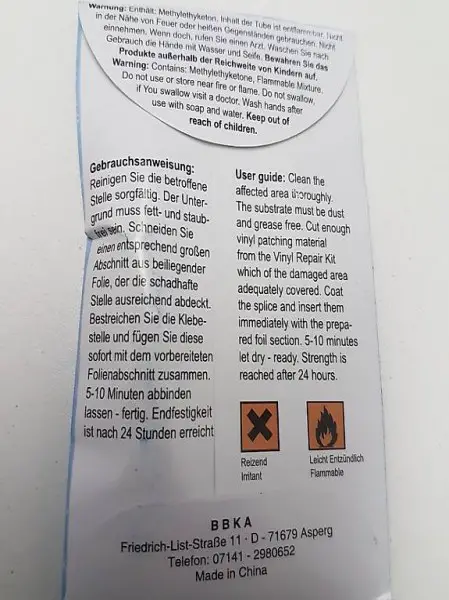 Warnung: Enthält: Methylethylketon. Inhalt der Tube ist entflammbar. Nicht
in der Nähe von Feuer oder heißen Gegenständen gebrauchen. Nicht
einnehmen. Wenn doch, rufen Sie einen Arzt. Waschen Sie nach
Gebrauch die Hände mit Wasser und Seife. Bewahren Sie das
Produkte außerhalb der Reichweite von Kindern auf.
Warning: Contains: Methylethyketone, Flammable Mixture.
Do not use or store near fire or flame. Do not swallow,
if You swallow visit a doctor. Wash hands after
use with soap and water. Keep out of
reach of children.
Gebrauchsanweisung:
Reinigen Sie die betroffene
Stelle sorgfältig. Der Unter-
grund muss fett- und staub-
frei sein. Schneiden Sie
einen entsprechend großen
Abschnitt aus beiliegender
Folie, der die schadhafte
Stelle ausreichend abdeckt.
Bestreichen Sie die Klebe-
stelle und fügen Sie diese
sofort mit dem vorbereiteten
Folienabschnitt zusammen.
5-10 Minuten abbinden
lassen - fertig. Endfestigkeit
ist nach 24 Stunden erreicht
User guide: Clean the
affected area thoroughly.
The substrate must be dust
and grease free. Cut enough
vinyl patching material
from the Vinyl Repair Kit
which of the damaged area
adequately covered. Coat
the splice and insert them
immediately with the prepa-
red foil section. 5-10 minutes
let dry - ready. Strength is
reached after 24 hours.
Reizend
Irritant
Leicht Entzündlich
Flammable
BBKA
Friedrich-List-Straße 11 · D - 71679 Asperg
Telefon: 07141 - 2980652
Made in China